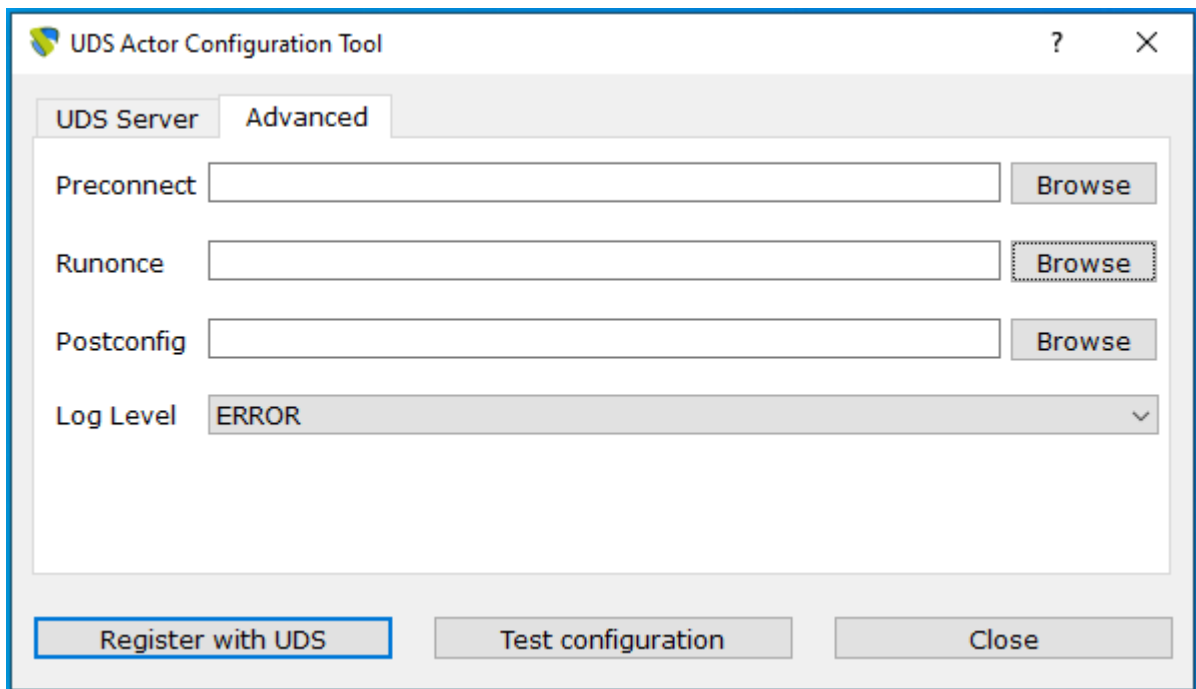 UDS Actor Configuration Tool ?
UDS Server Advanced
Preconnect Browse
Runonce Browse
Postconfig Browse
Log Level ERROR
Register with UDS Test configuration Close